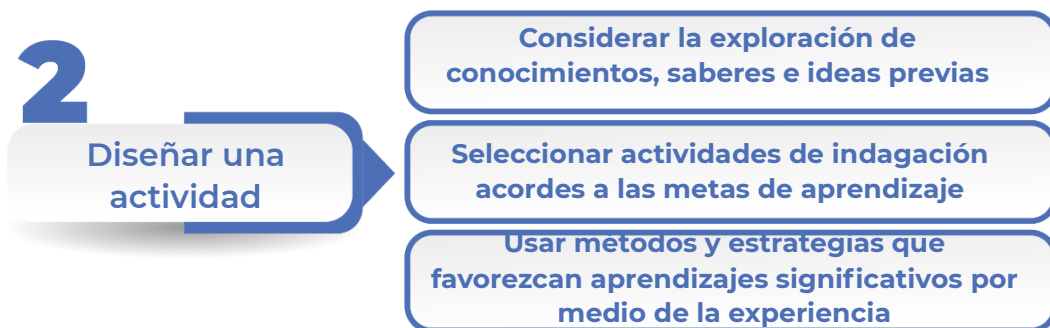 2
Diseñar una
actividad
Considerar la exploración de
conocimientos, saberes e ideas previas
Seleccionar actividades de indagación
acordes a las metas de aprendizaje
Usar métodos y estrategias que
favorezcan aprendizajes significativos por
medio de la experiencia